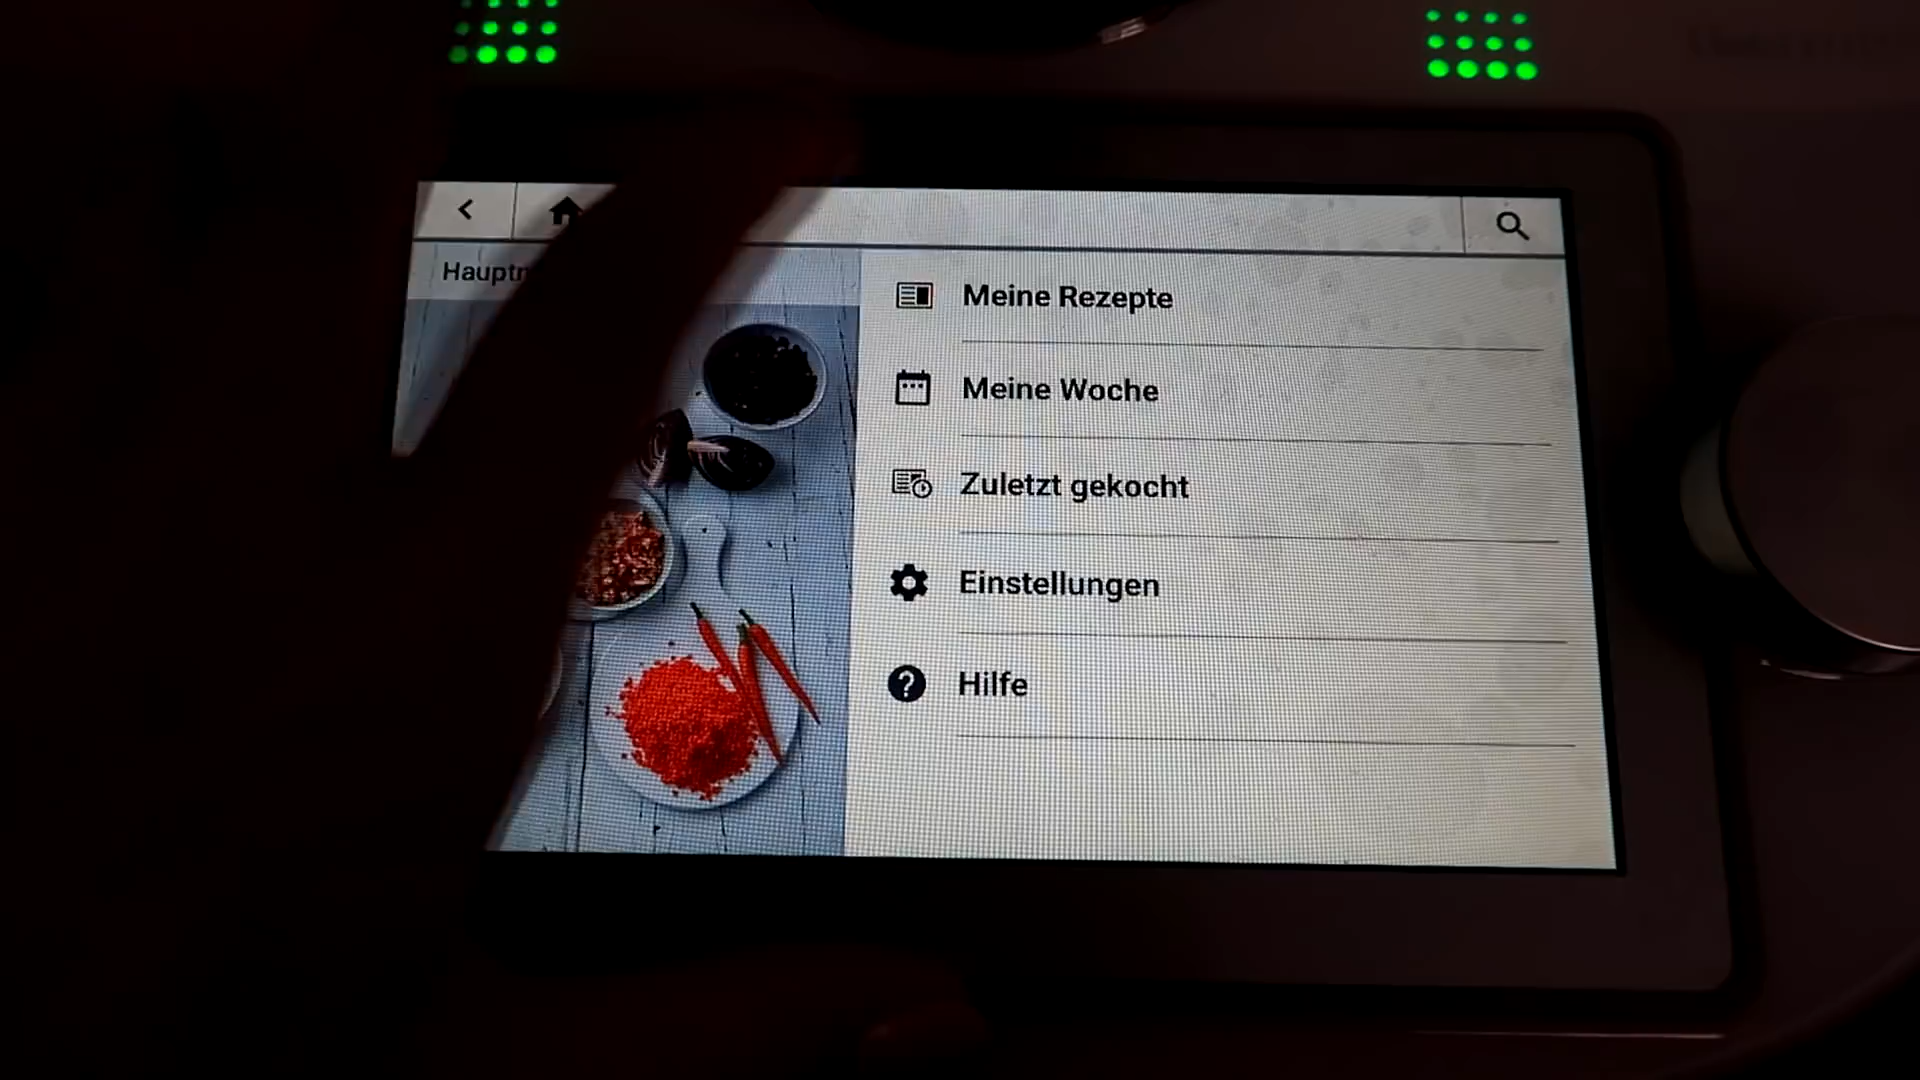 Meine Rezepte
Meine Woche
Zuletzt gekocht
Einstellungen
Hilfe